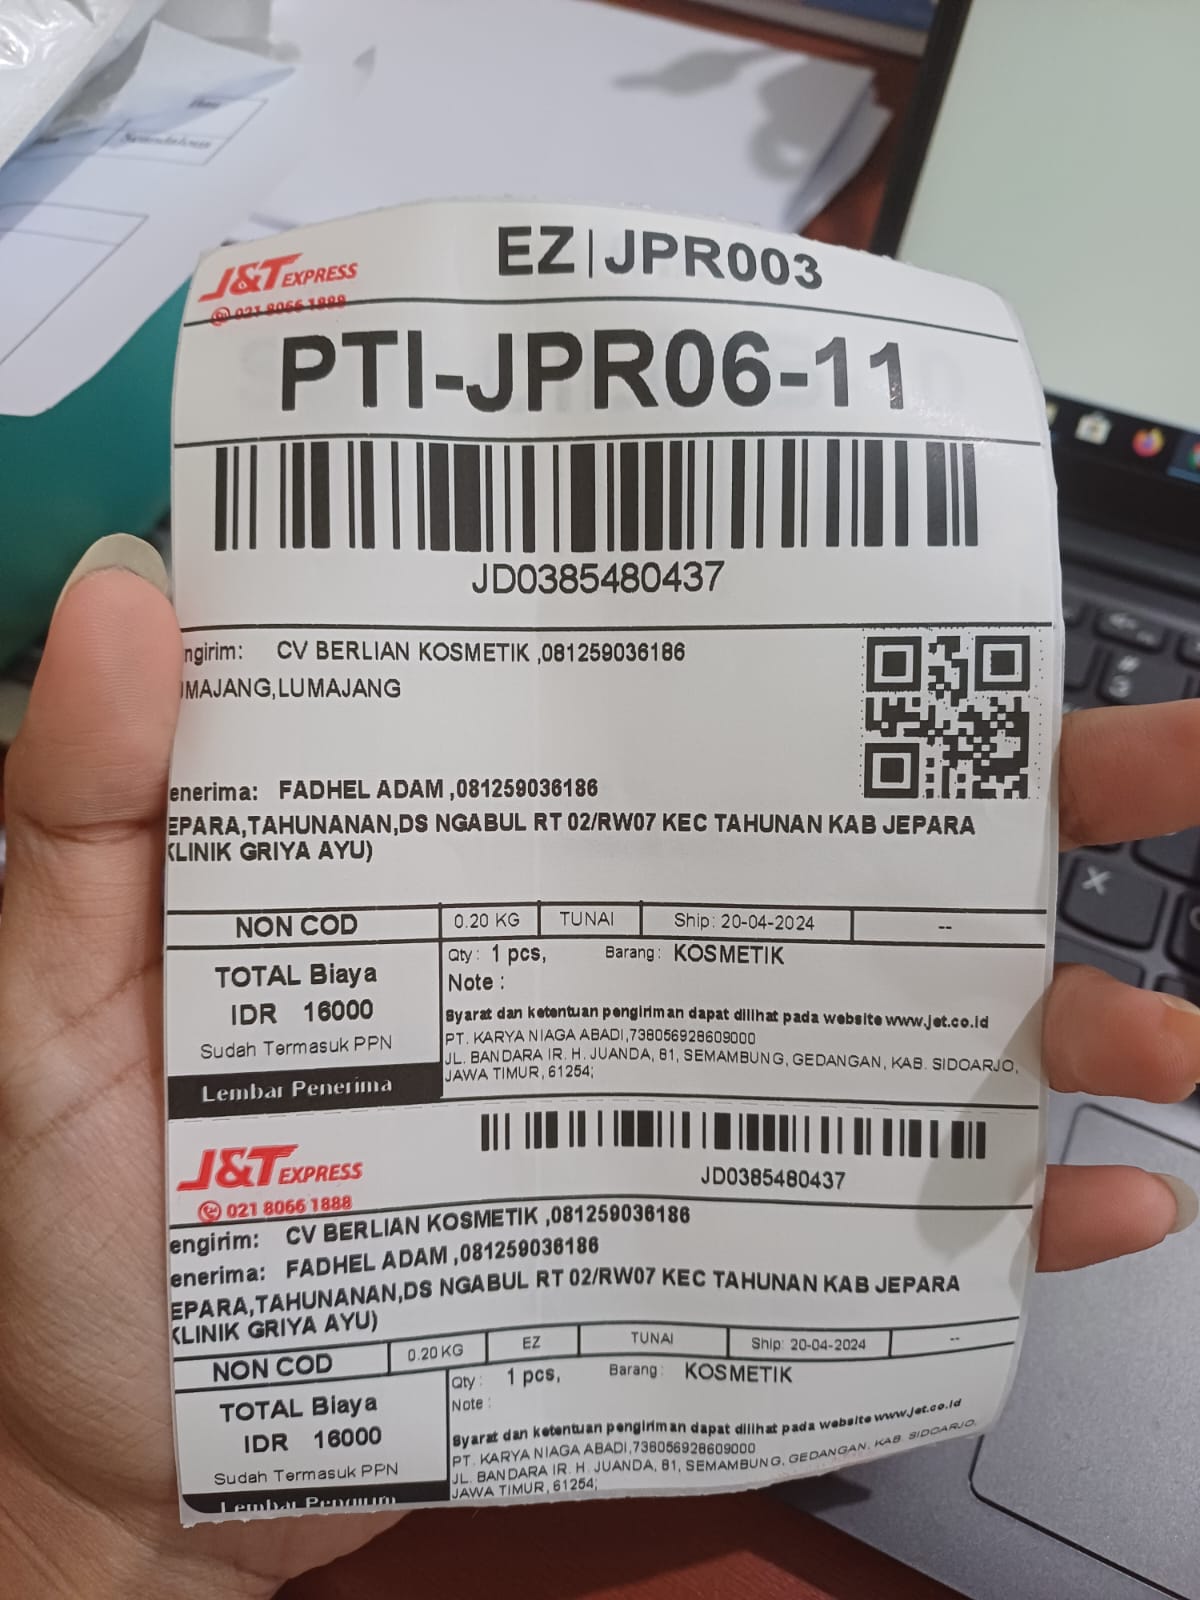 J&T EXPRESS
021 8066 1888
EZ|JPR003
PTI-JPR06-11
JD0385480437
ngirim: CV BERLIAN KOSMETIK ,081259036186
MAJANG,LUMAJANG
enerima: FADHEL ADAM ,081259036186
EPARA,TAHUNANAN,DS NGABUL RT 02/RW07 KEC TAHUNAN KAB JEPARA
KLINIK GRIYA AYU)
NON COD 0.20 KG TUNAI Ship: 20-04-2024 --
TOTAL Biaya
IDR 16000
Sudah Termasuk PPN
Lembar Penerima
Qty : 1 pcs, Barang : KOSMETIK
Note :
Syarat dan ketentuan pengiriman dapat dilihat pada website www.jet.co.id
PT. KARYA NIAGA ABADI,738056928609000
JL. BANDARA IR. H. JUANDA, 81, SEMAMBUNG, GEDANGAN, KAB. SIDOARJO,
JAWA TIMUR, 61254;
J&T EXPRESS
021 8066 1888
JD0385480437
engirim: CV BERLIAN KOSMETIK ,081259036186
enerima: FADHEL ADAM ,081259036186
EPARA,TAHUNANAN,DS NGABUL RT 02/RW07 KEC TAHUNAN KAB JEPARA
KLINIK GRIYA AYU)
NON COD 0.20 KG EZ TUNAI Ship: 20-04-2024 --
TOTAL Biaya
IDR 16000
Sudah Termasuk PPN
Lembar Pengirim
Qty : 1 pcs, Barang : KOSMETIK
Note :
Syarat dan ketentuan pengiriman dapat dilihat pada website www.jet.co.id
PT. KARYA NIAGA ABADI,738056928609000
JL. BANDARA IR. H. JUANDA, 81, SEMAMBUNG, GEDANGAN, KAB. SIDOARJO,
JAWA TIMUR, 61254;